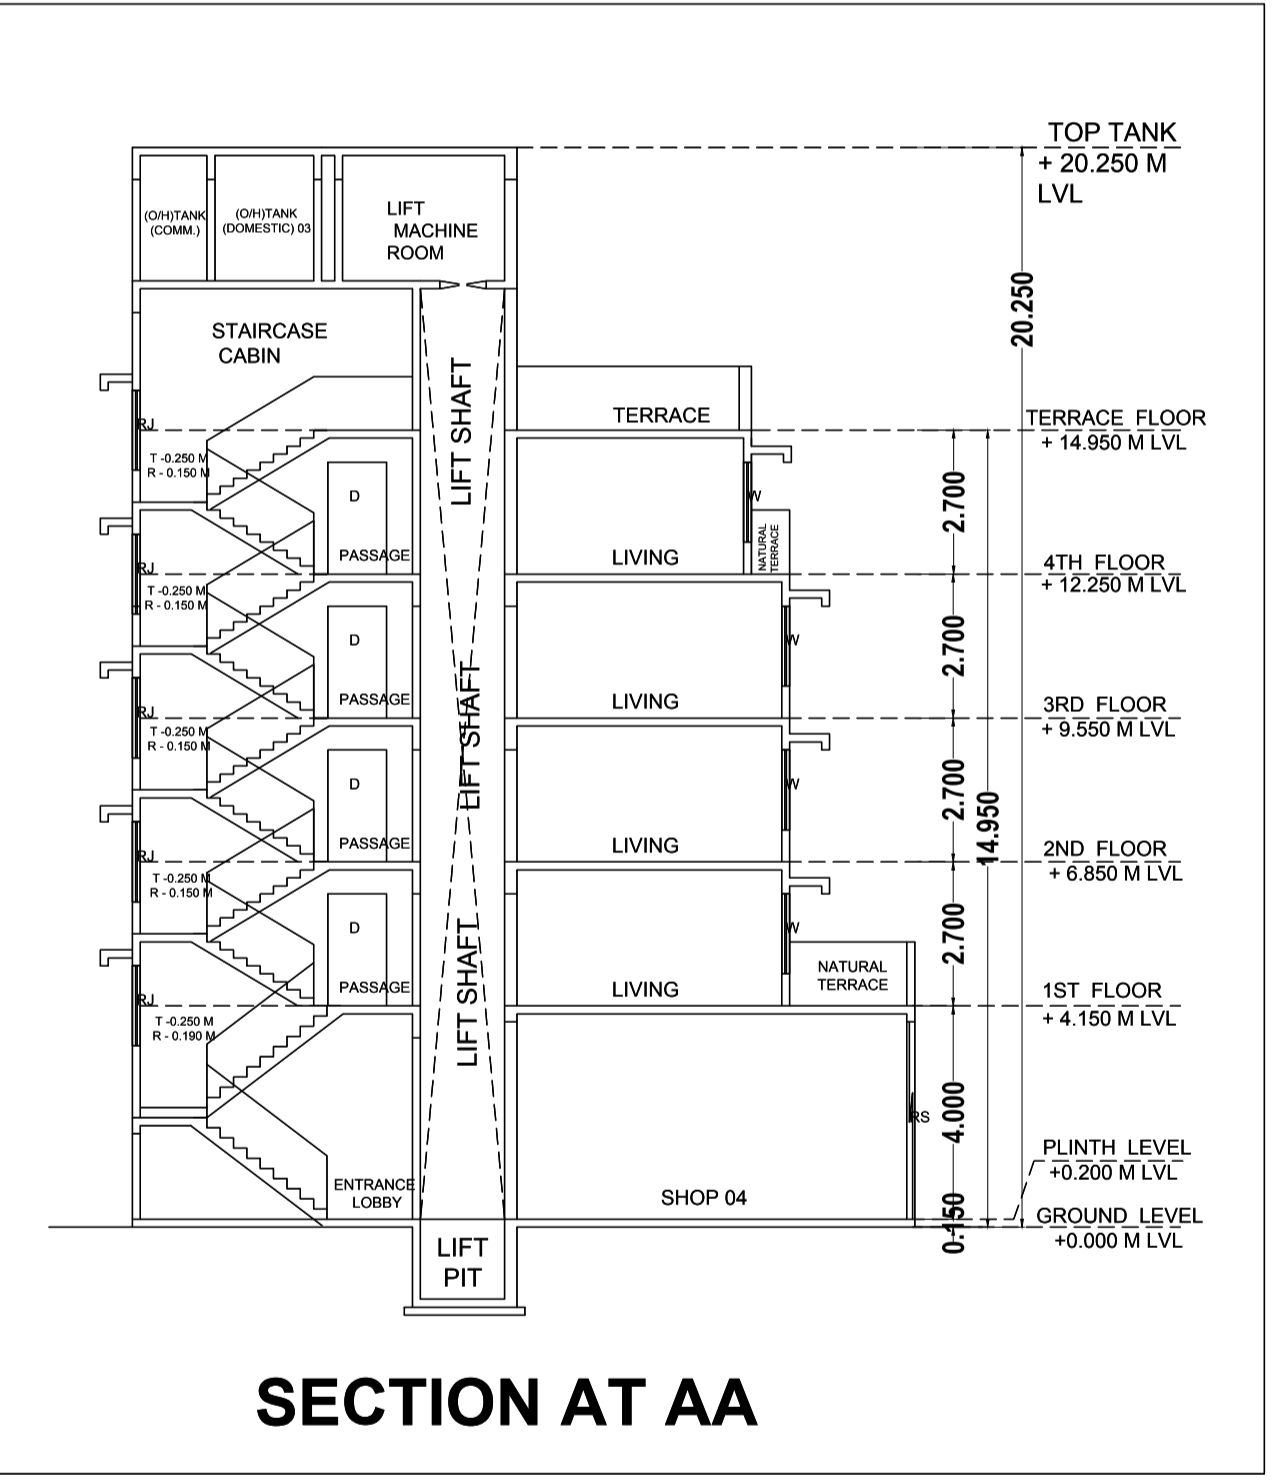 TOP TANK
+ 20.250 M
LVL
(O/H)TANK
(COMM.)
(O/H)TANK
(DOMESTIC) 03
LIFT
MACHINE
ROOM
20.250
STAIRCASE
CABIN
LIFT SHAFT
TERRACE
TERRACE FLOOR
+ 14.950 M LVL
RJ
T -0.250 M
R - 0.150 M
D
PASSAGE
LIVING
W
NATURAL
TERRACE
2.700
4TH FLOOR
+ 12.250 M LVL
RJ
T -0.250 M
R - 0.150 M
D
PASSAGE
LIVING
W
2.700
LIFT SHAFT
3RD FLOOR
+ 9.550 M LVL
RJ
T -0.250 M
R - 0.150 M
D
PASSAGE
LIVING
W
2.700
14.950
2ND FLOOR
+ 6.850 M LVL
RJ
T -0.250 M
R - 0.150 M
D
PASSAGE
LIFT SHAFT
LIVING
W
NATURAL
TERRACE
2.700
1ST FLOOR
+ 4.150 M LVL
RJ
T -0.250 M
R - 0.190 M
RS
4.000
PLINTH LEVEL
+0.200 M LVL
ENTRANCE
LOBBY
SHOP 04
0.150
GROUND LEVEL
+0.000 M LVL
LIFT
PIT
SECTION AT AA